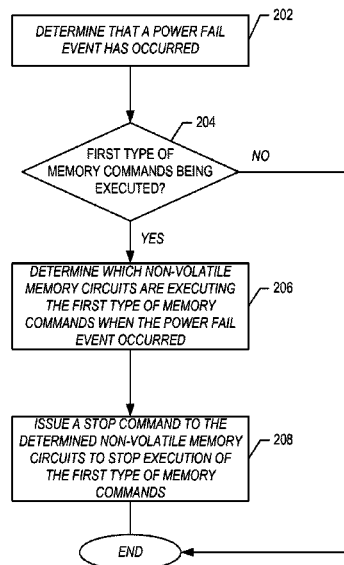 DETERMINE THAT A POWER FAIL
EVENT HAS OCCURRED
202
204
FIRST TYPE OF
MEMORY COMMANDS BEING
EXECUTED?
NO
YES
DETERMINE WHICH NON-VOLATILE
MEMORY CIRCUITS ARE EXECUTING
THE FIRST TYPE OF MEMORY
COMMANDS WHEN THE POWER FAIL
EVENT OCCURRED
206
ISSUE A STOP COMMAND TO THE
DETERMINED NON-VOLATILE MEMORY
CIRCUITS TO STOP EXECUTION OF
THE FIRST TYPE OF MEMORY
COMMANDS
208
END